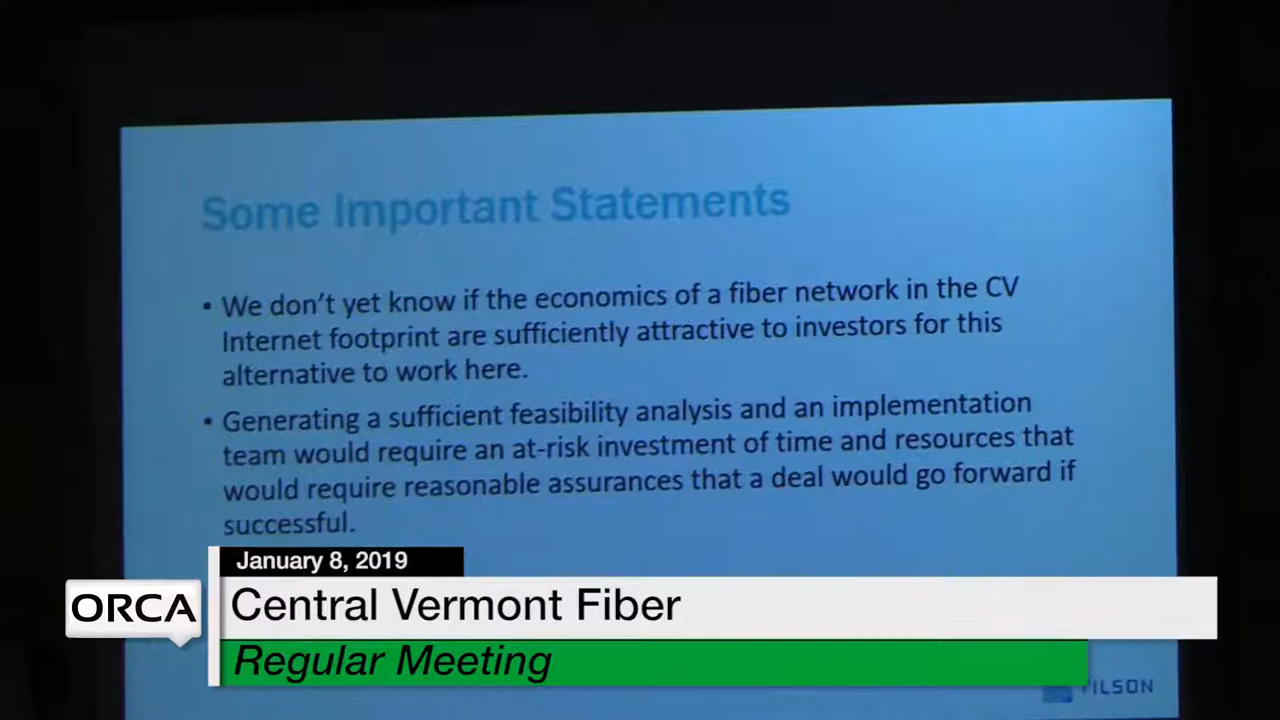 Some Important Statements
• We don't yet know if the economics of a fiber network in the CV
Internet footprint are sufficiently attractive to investors for this
alternative to work here.
• Generating a sufficient feasibility analysis and an implementation
team would require an at-risk investment of time and resources that
would require reasonable assurances that a deal would go forward if
successful.
January 8, 2019
ORCA
Central Vermont Fiber
Regular Meeting